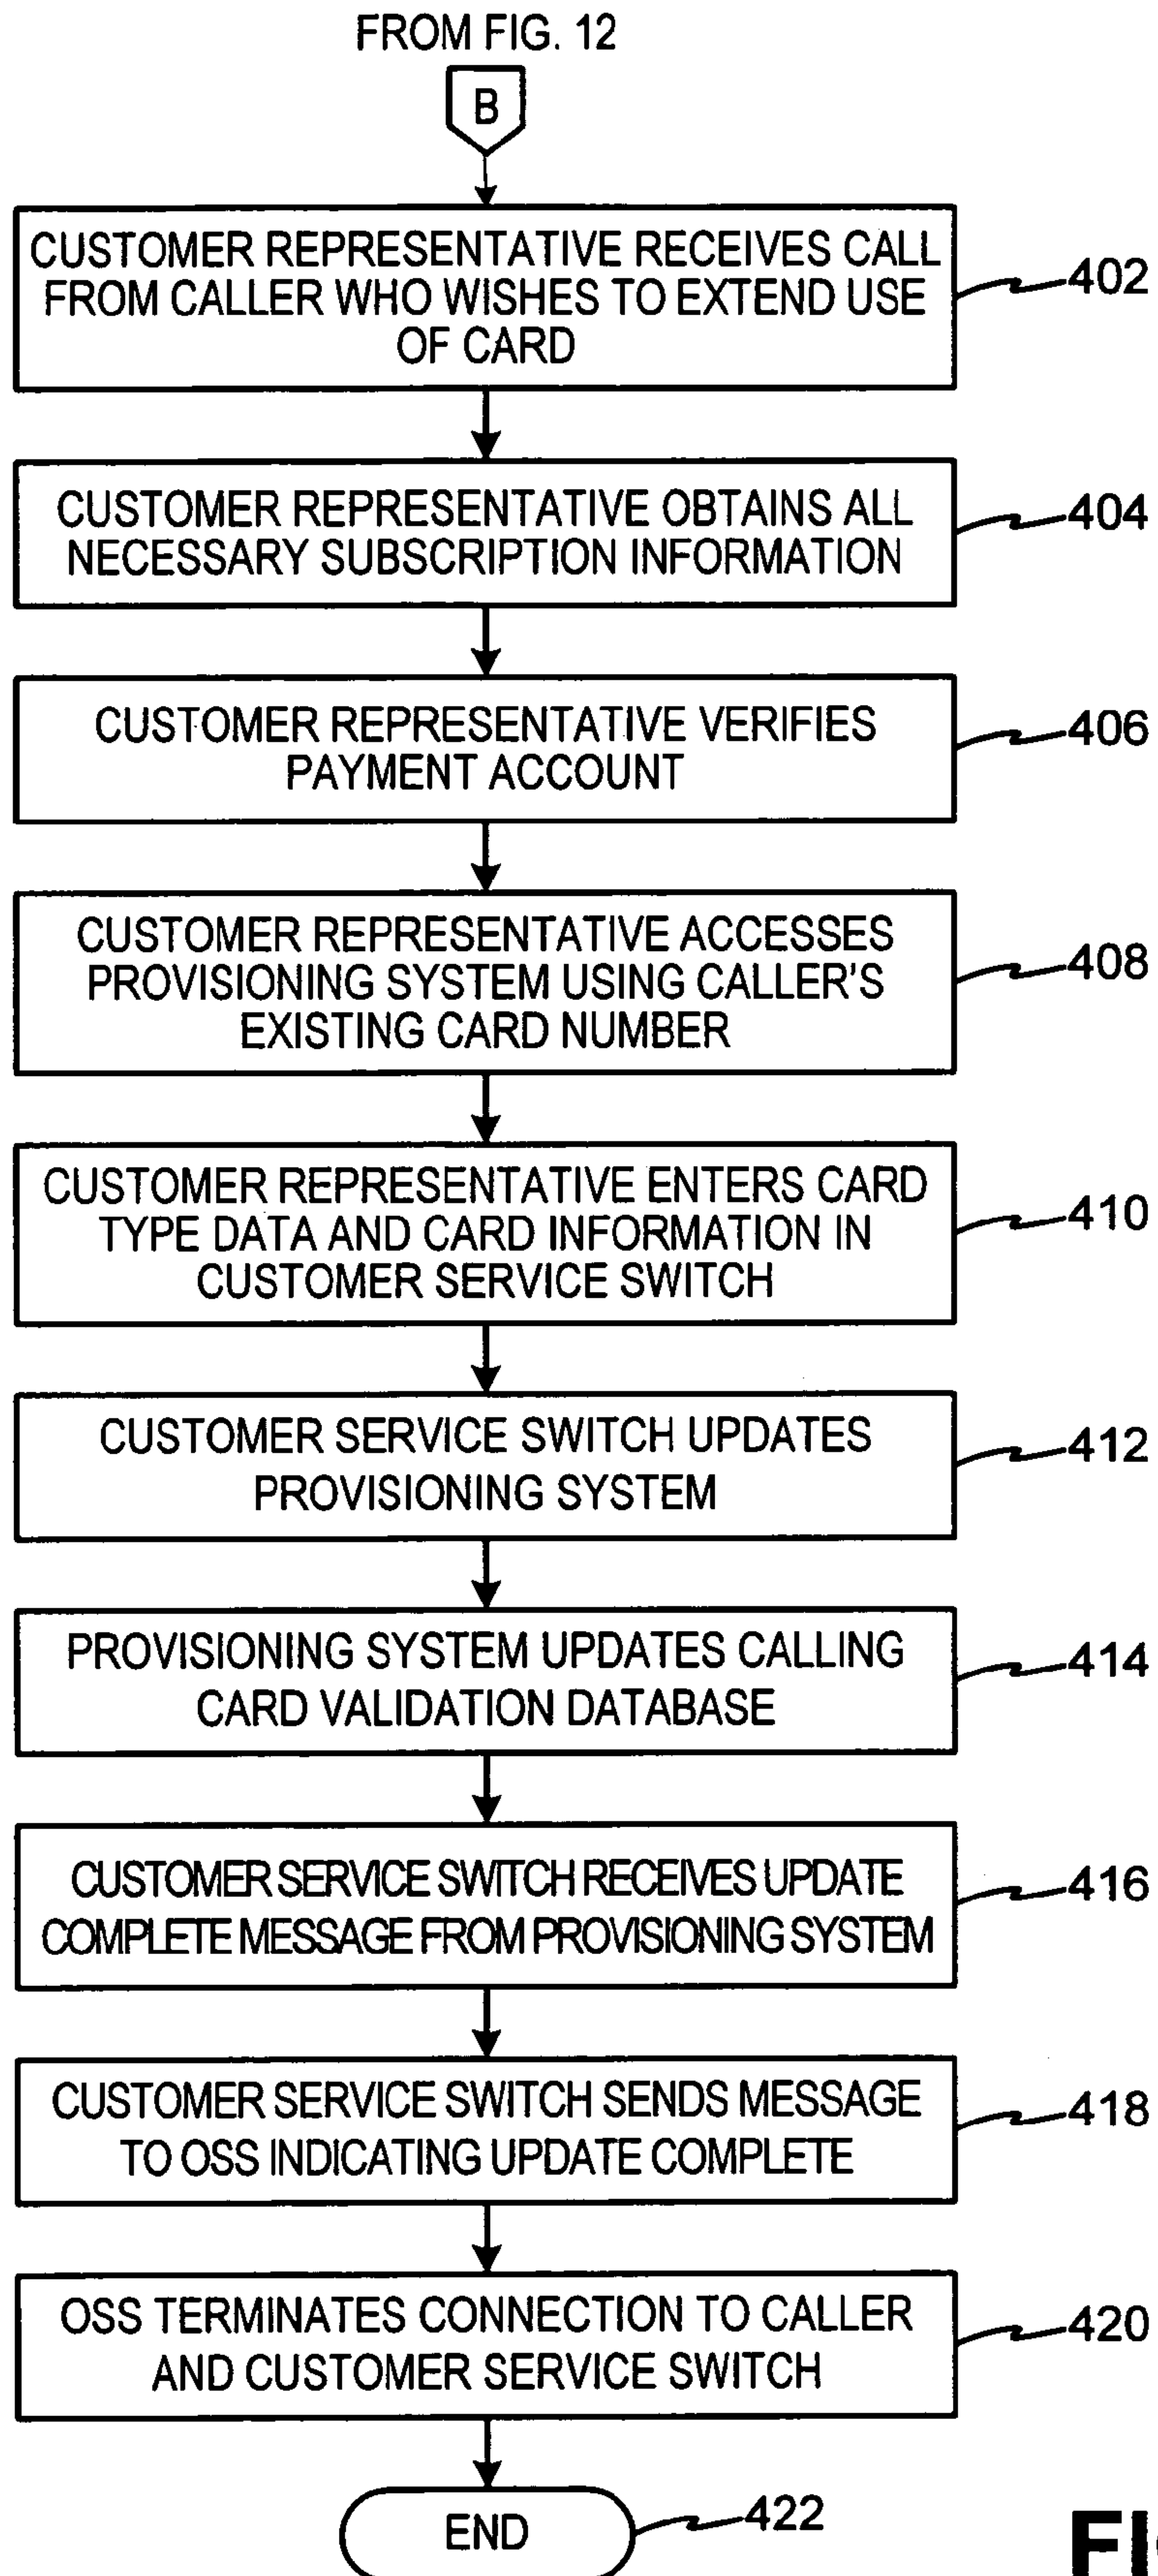 FROM FIG. 12
B
CUSTOMER REPRESENTATIVE RECEIVES CALL
FROM CALLER WHO WISHES TO EXTEND USE
OF CARD
402
CUSTOMER REPRESENTATIVE OBTAINS ALL
NECESSARY SUBSCRIPTION INFORMATION
404
CUSTOMER REPRESENTATIVE VERIFIES
PAYMENT ACCOUNT
406
CUSTOMER REPRESENTATIVE ACCESSES
PROVISIONING SYSTEM USING CALLER'S
EXISTING CARD NUMBER
408
CUSTOMER REPRESENTATIVE ENTERS CARD
TYPE DATA AND CARD INFORMATION IN
CUSTOMER SERVICE SWITCH
410
CUSTOMER SERVICE SWITCH UPDATES
PROVISIONING SYSTEM
412
PROVISIONING SYSTEM UPDATES CALLING
CARD VALIDATION DATABASE
414
CUSTOMER SERVICE SWITCH RECEIVES UPDATE
COMPLETE MESSAGE FROM PROVISIONING SYSTEM
416
CUSTOMER SERVICE SWITCH SENDS MESSAGE
TO OSS INDICATING UPDATE COMPLETE
418
OSS TERMINATES CONNECTION TO CALLER
AND CUSTOMER SERVICE SWITCH
420
END
422